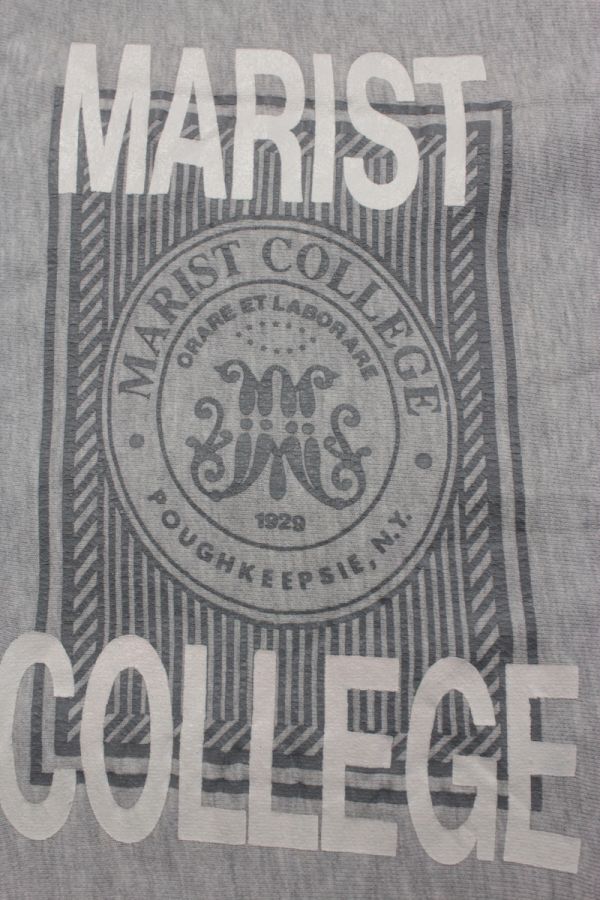 MARIST
MARIST COLLEGE
ORARE ET LABORARE
1929
POUGHKEEPSIE, N.Y.
COLLEGE